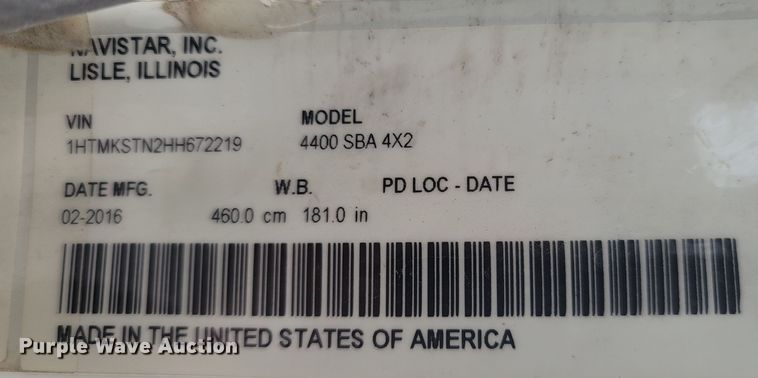 NAVISTAR, INC.
LISLE, ILLINOIS
VIN MODEL
1HTMKSTN2HH672219 4400 SBA 4X2
DATE MFG. W.B. PD LOC - DATE
02-2016 460.0 cm 181.0 in
MADE IN THE UNITED STATES OF AMERICA
Purple Wave Auction